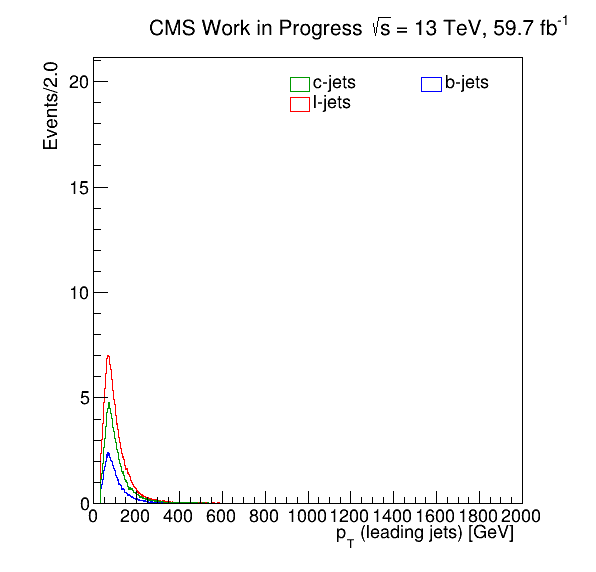 CMS Work in Progress √s = 13 TeV, 59.7 fb⁻¹
Events/2.0
c-jets b-jets
l-jets
20
15
10
5
0
0 200 400 600 800 1000 1200 1400 1600 1800 2000
p_T (leading jets) [GeV]